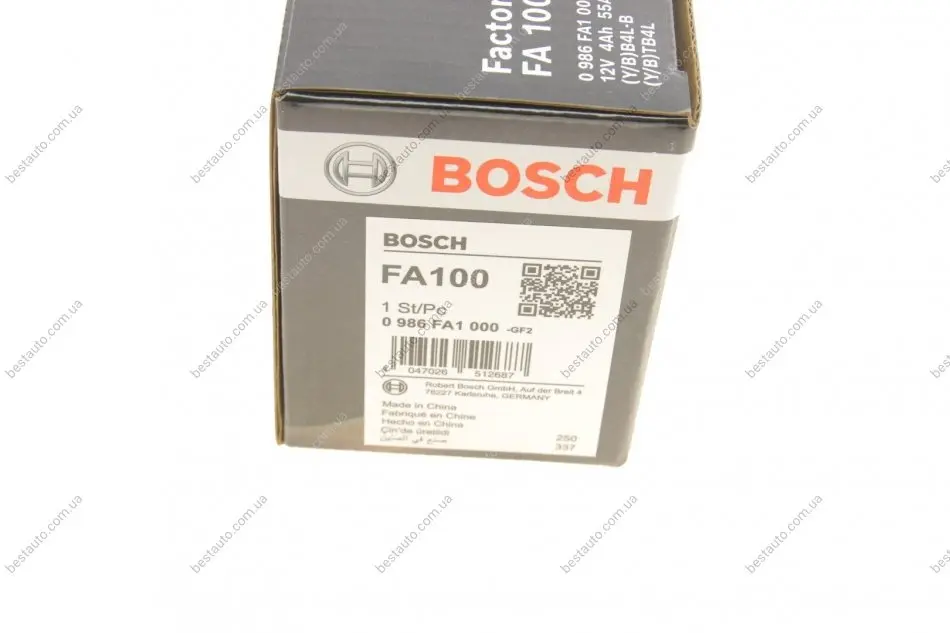 Factor
FA 100
0 986 FA1 00
12V 4Ah 55A
(Y/B)B4L-B
(Y/B)TB4L
BOSCH
BOSCH
FA100
1 St/Pc
0 986 FA1 000 -GF2
047026 512687
Robert Bosch GmbH, Auf der Breit 4
76227 Karlsruhe, GERMANY
Made in China
Fabriqué en Chine
Hecho en China
Çin'de üretildi
صنع في الصين
250
337
bestauto.com.ua